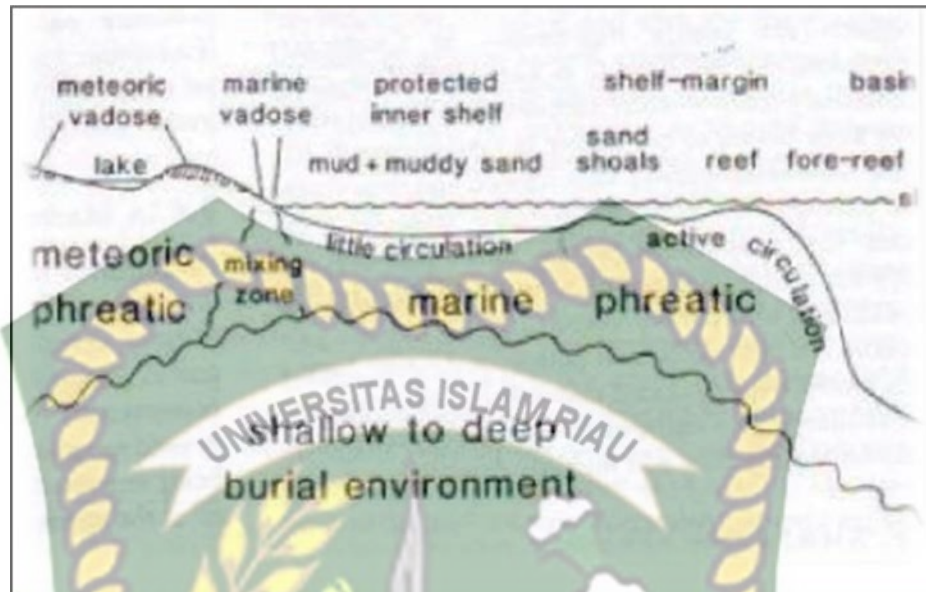 meteoric
vadose
marine
vadose
protected
inner shelf
shelf-margin
basin
lake
mud + muddy sand
sand
shoals
reef
fore-reef
meteoric
phreatic
mixing
zone
little circulation
marine
active circulation
phreatic
UNIVERSITAS ISLAM RIAU
shallow to deep
burial environment